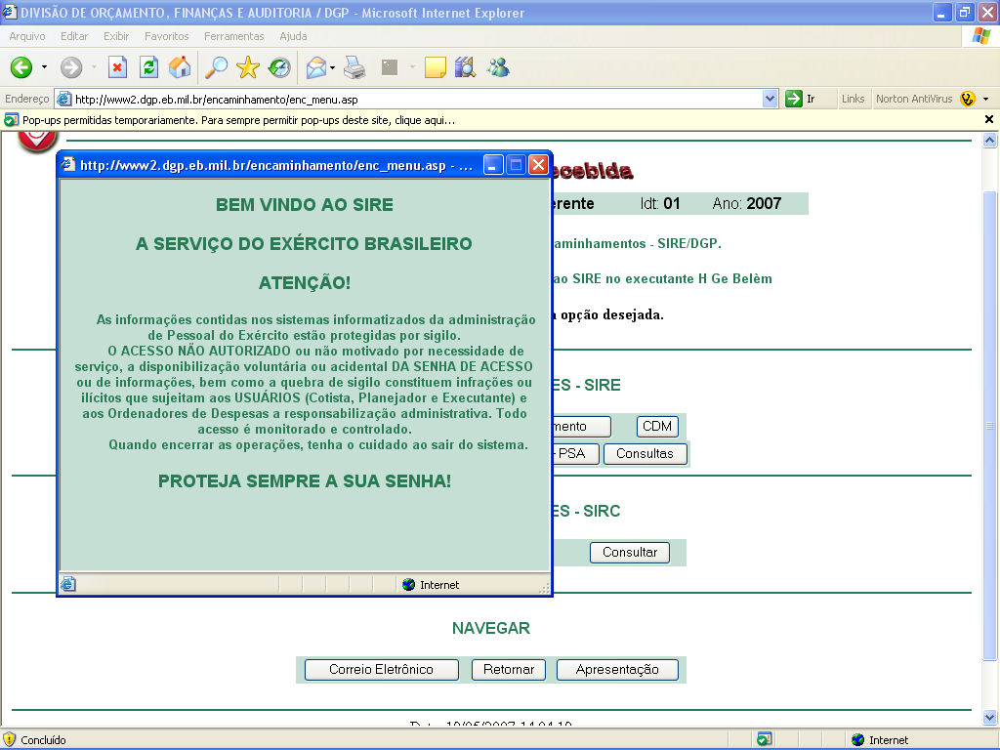 DIVISÃO DE ORÇAMENTO, FINANÇAS E AUDITORIA / DGP - Microsoft Internet Explorer
Arquivo Editar Exibir Favoritos Ferramentas Ajuda
Endereço http://www2.dgp.eb.mil.br/encaminhamento/enc_menu.asp Ir Links Norton AntiVirus
Pop-ups permitidas temporariamente. Para sempre permitir pop-ups deste site, clique aqui...
http://www2.dgp.eb.mil.br/encaminhamento/enc_menu.asp - ...
BEM VINDO AO SIRE
A SERVIÇO DO EXÉRCITO BRASILEIRO
ATENÇÃO!
As informações contidas nos sistemas informatizados da administração
de Pessoal do Exército estão protegidas por sigilo.
O ACESSO NÃO AUTORIZADO ou não motivado por necessidade de
serviço, a disponibilização voluntária ou acidental DA SENHA DE ACESSO
ou de informações, bem como a quebra de sigilo constituem infrações ou
ilícitos que sujeitam aos USUÁRIOS (Cotista, Planejador e Executante) e
aos Ordenadores de Despesas a responsabilização administrativa. Todo
acesso é monitorado e controlado.
Quando encerrar as operações, tenha o cuidado ao sair do sistema.
PROTEJA SEMPRE A SUA SENHA!
Internet
ecebida
erente Idt: 01 Ano: 2007
caminhamentos - SIRE/DGP.
ao SIRE no executante H Ge Belèm
opção desejada.
ES - SIRE
mento CDM
- PSA Consultas
ES - SIRC
Consultar
NAVEGAR
Correio Eletrônico Retornar Apresentação
Concluído Internet